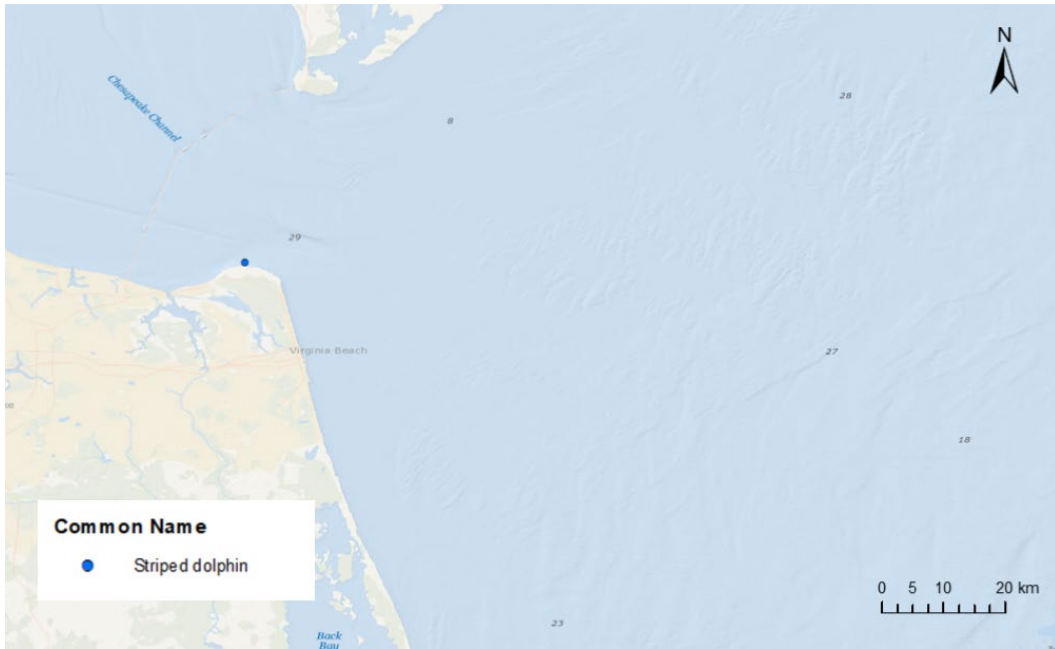 N
28
Chesapeake Channel
8
29
Virginia Beach
27
18
Common Name
Striped dolphin
0 5 10 20 km
23
Back
Bay